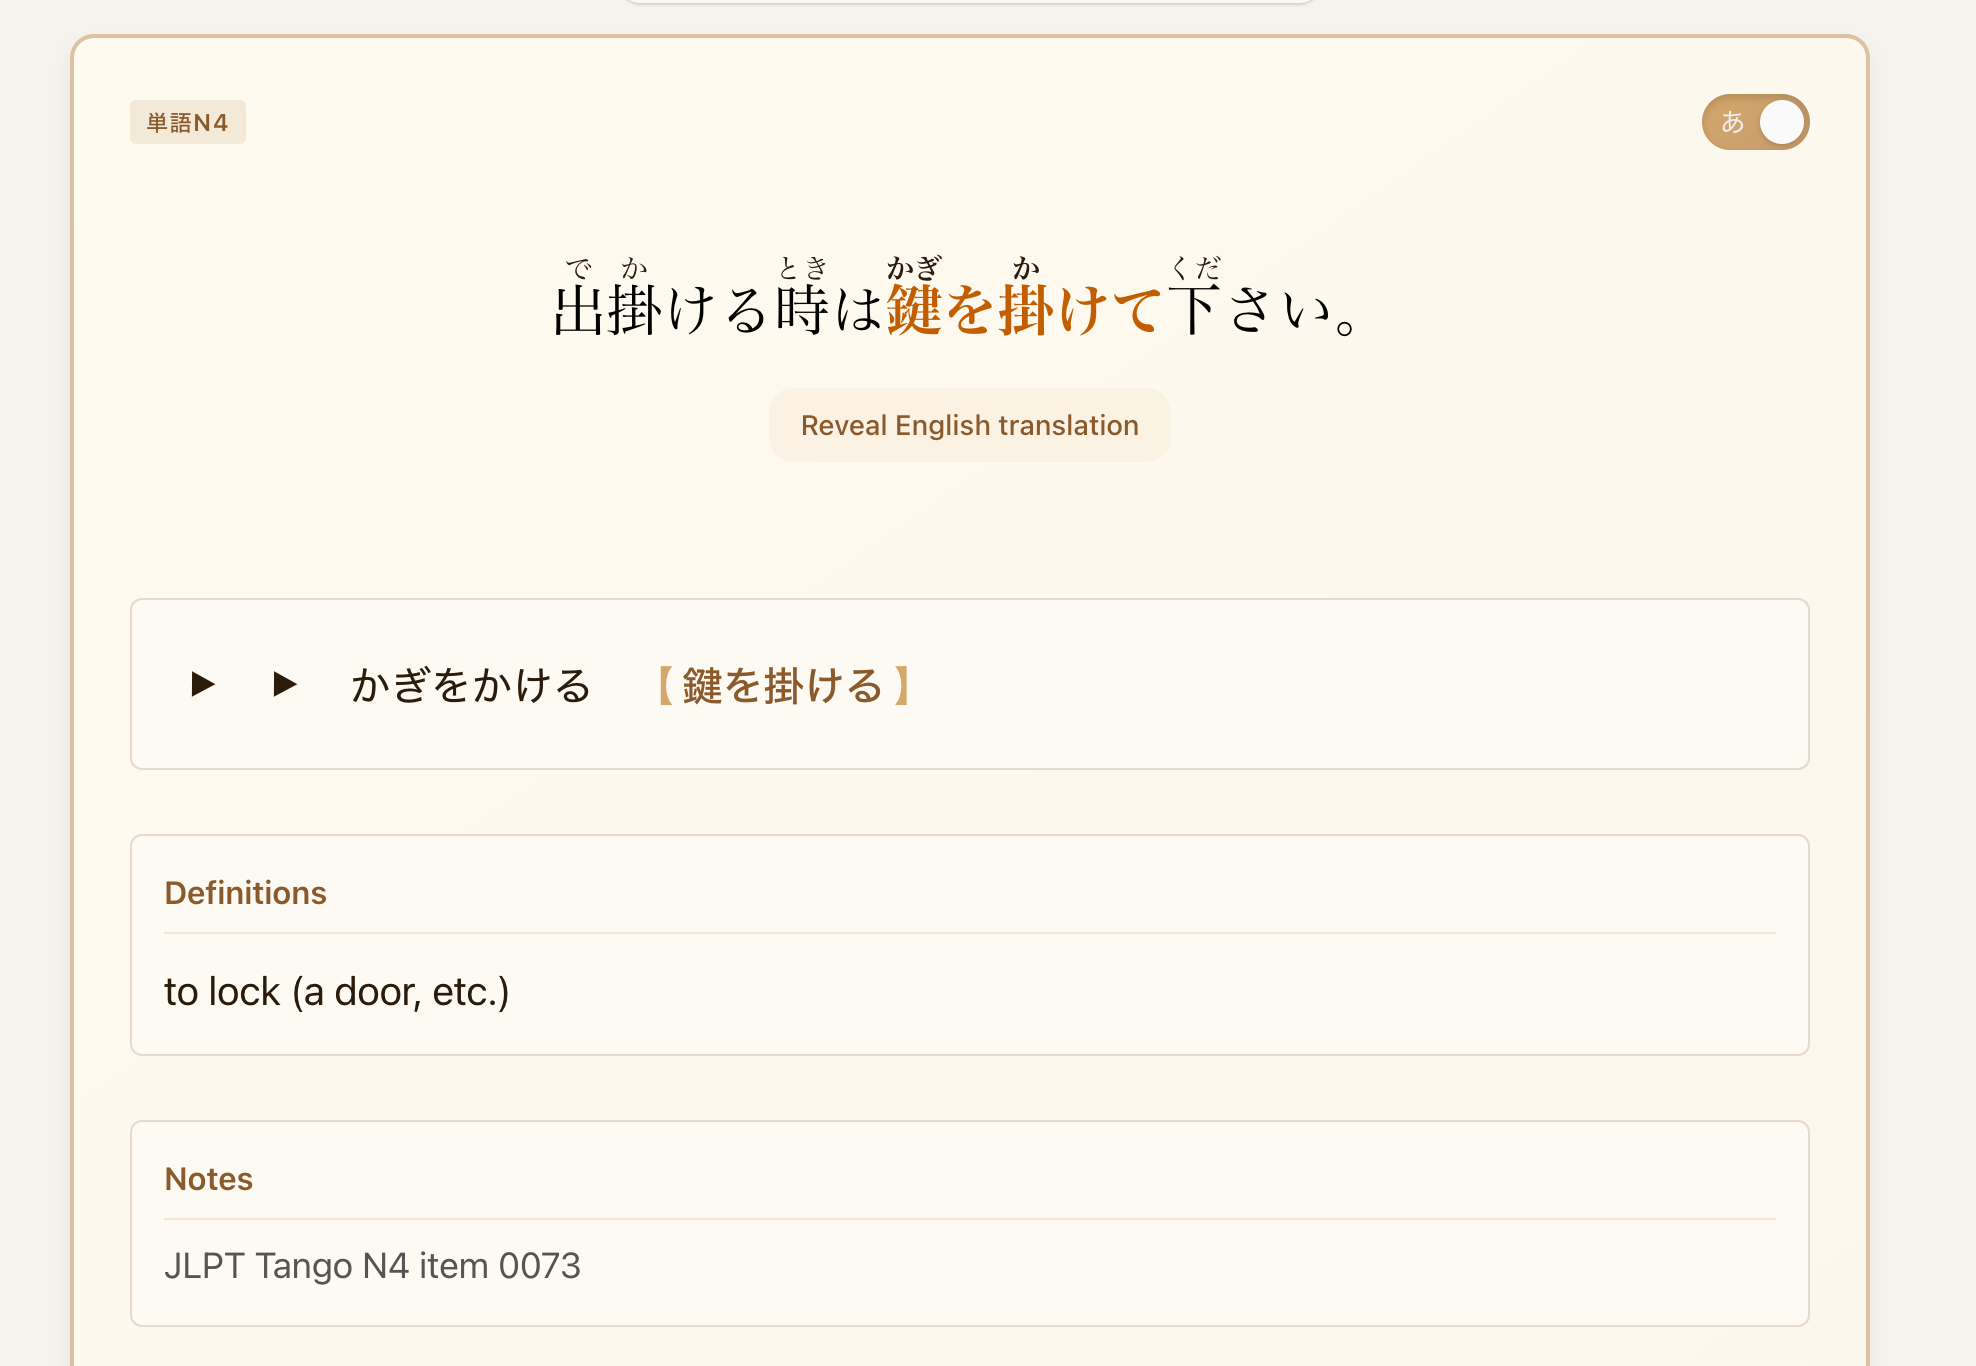 単語N4
あ
出掛ける時は鍵を掛けて下さい。
で か とき かぎ か くだ
Reveal English translation
▶ ▶ かぎをかける 【鍵を掛ける】
Definitions
to lock (a door, etc.)
Notes
JLPT Tango N4 item 0073